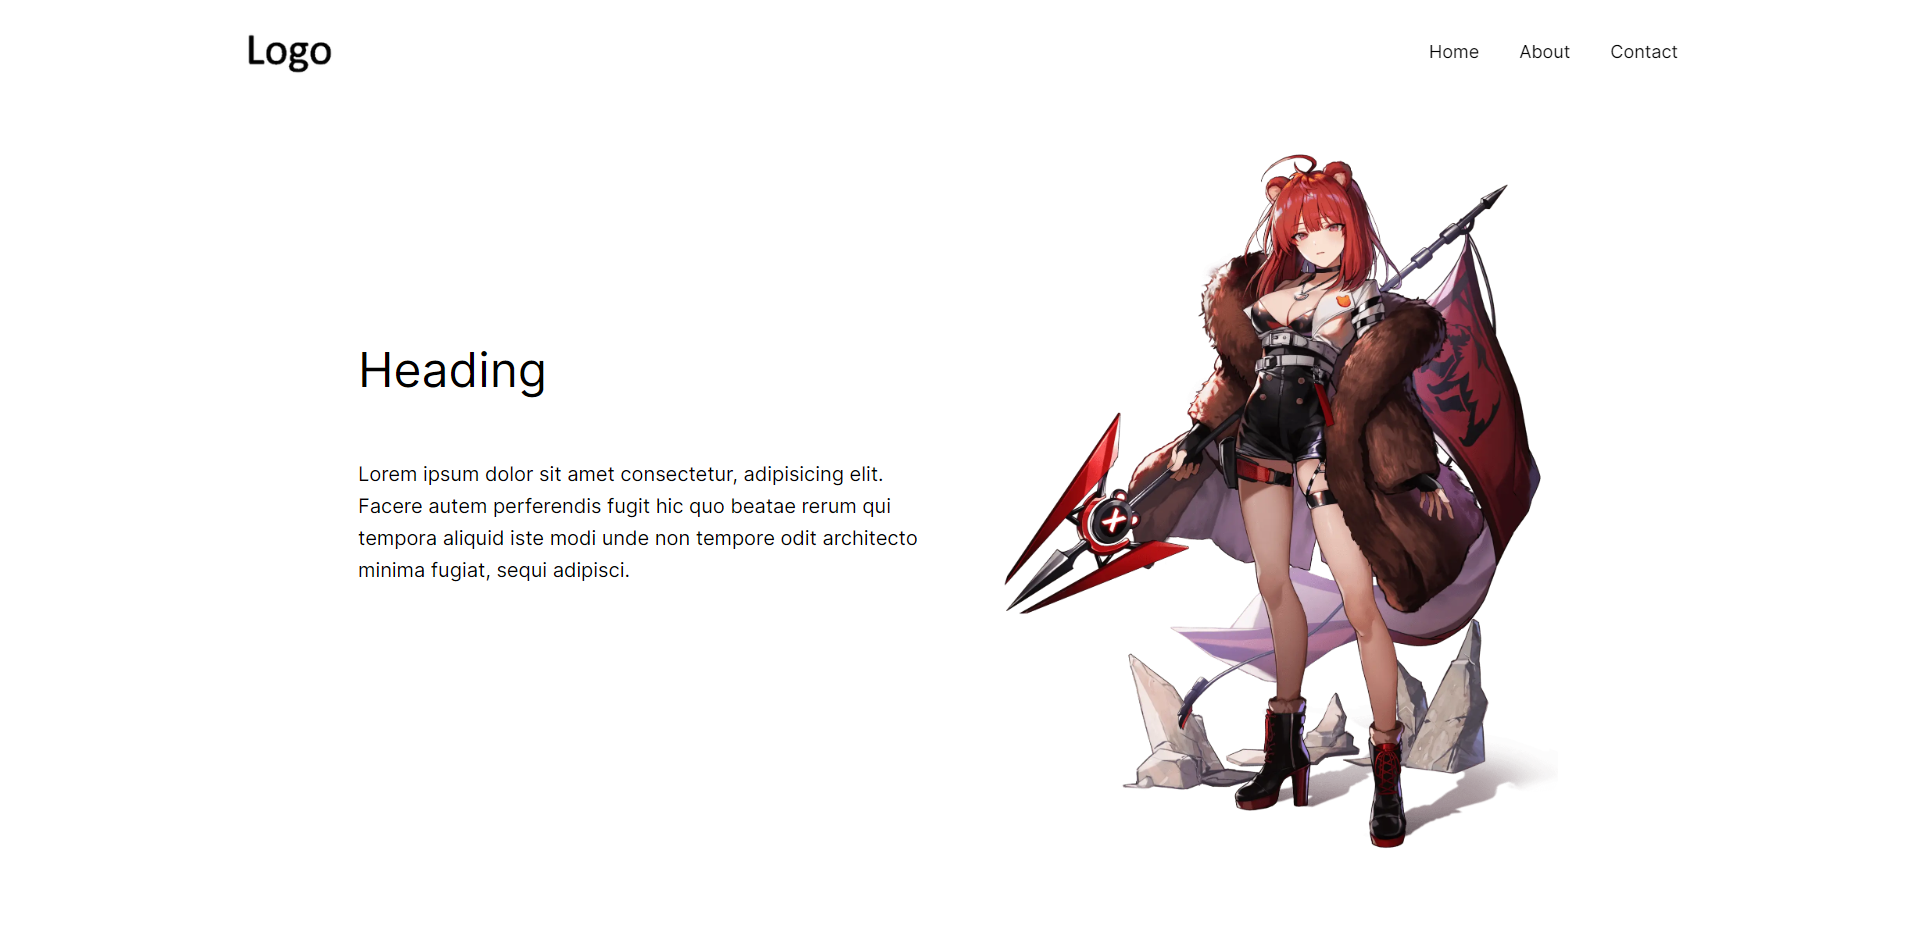 Logo
Home About Contact
Heading
Lorem ipsum dolor sit amet consectetur, adipisicing elit.
Facere autem perferendis fugit hic quo beatae rerum qui
tempora aliquid iste modi unde non tempore odit architecto
minima fugiat, sequi adipisci.